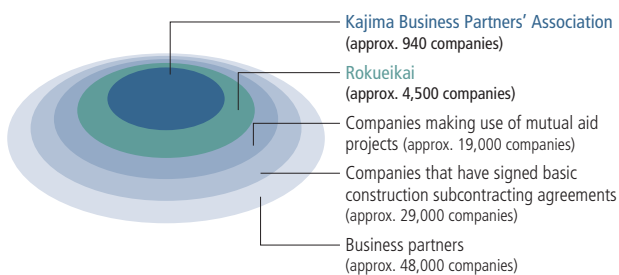 Kajima Business Partners’ Association
(approx. 940 companies)
Rokueikai
(approx. 4,500 companies)
Companies making use of mutual aid
projects (approx. 19,000 companies)
Companies that have signed basic
construction subcontracting agreements
(approx. 29,000 companies)
Business partners
(approx. 48,000 companies)